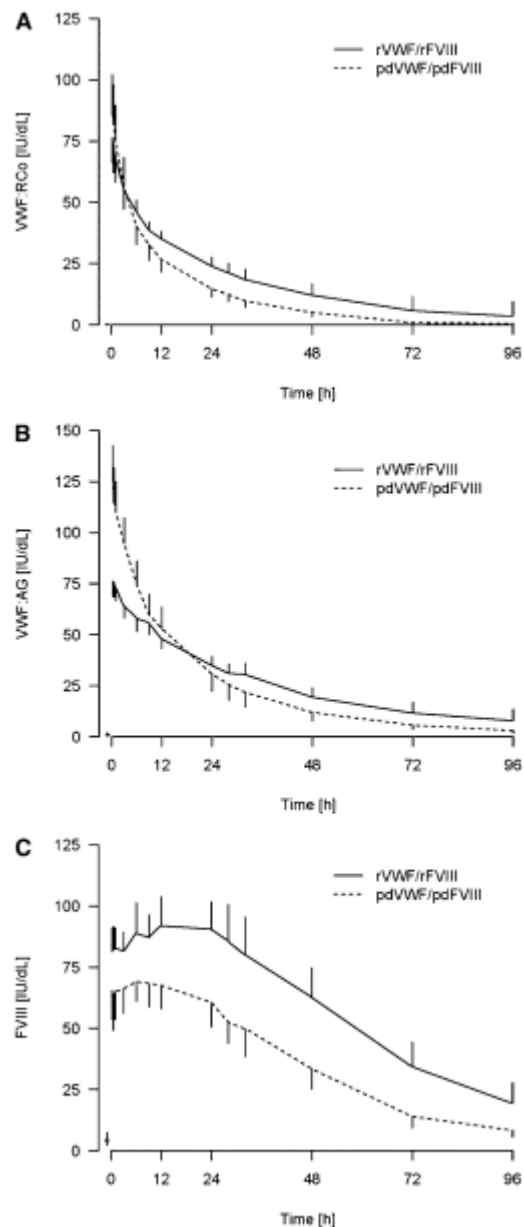 A
rVWF/rFVIII
pdVWF/pdFVIII
VWF:RCo [IU/dL]
125
100
75
50
25
0
0 12 24 48 72 96
Time [h]
B
rVWF/rFVIII
pdVWF/pdFVIII
VWF:AG [IU/dL]
150
125
100
75
50
25
0
0 12 24 48 72 96
Time [h]
C
rVWF/rFVIII
pdVWF/pdFVIII
FVIII [IU/dL]
125
100
75
50
25
0
0 12 24 48 72 96
Time [h]